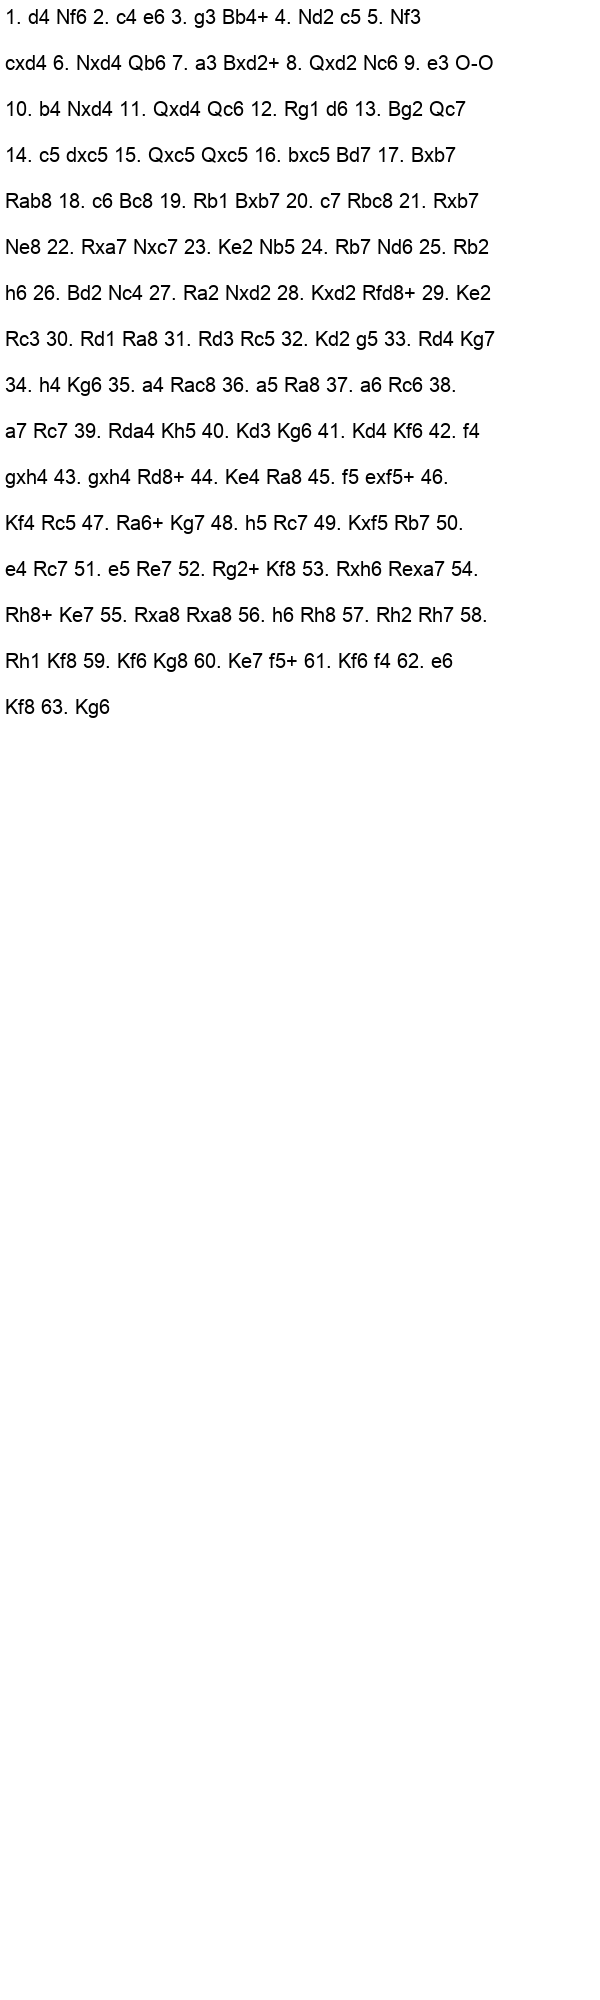 1. d4 Nf6 2. c4 e6 3. g3 Bb4+ 4. Nd2 c5 5. Nf3
cxd4 6. Nxd4 Qb6 7. a3 Bxd2+ 8. Qxd2 Nc6 9. e3 O-O
10. b4 Nxd4 11. Qxd4 Qc6 12. Rg1 d6 13. Bg2 Qc7
14. c5 dxc5 15. Qxc5 Qxc5 16. bxc5 Bd7 17. Bxb7
Rab8 18. c6 Bc8 19. Rb1 Bxb7 20. c7 Rbc8 21. Rxb7
Ne8 22. Rxa7 Nxc7 23. Ke2 Nb5 24. Rb7 Nd6 25. Rb2
h6 26. Bd2 Nc4 27. Ra2 Nxd2 28. Kxd2 Rfd8+ 29. Ke2
Rc3 30. Rd1 Ra8 31. Rd3 Rc5 32. Kd2 g5 33. Rd4 Kg7
34. h4 Kg6 35. a4 Rac8 36. a5 Ra8 37. a6 Rc6 38.
a7 Rc7 39. Rda4 Kh5 40. Kd3 Kg6 41. Kd4 Kf6 42. f4
gxh4 43. gxh4 Rd8+ 44. Ke4 Ra8 45. f5 exf5+ 46.
Kf4 Rc5 47. Ra6+ Kg7 48. h5 Rc7 49. Kxf5 Rb7 50.
e4 Rc7 51. e5 Re7 52. Rg2+ Kf8 53. Rxh6 Rexa7 54.
Rh8+ Ke7 55. Rxa8 Rxa8 56. h6 Rh8 57. Rh2 Rh7 58.
Rh1 Kf8 59. Kf6 Kg8 60. Ke7 f5+ 61. Kf6 f4 62. e6
Kf8 63. Kg6